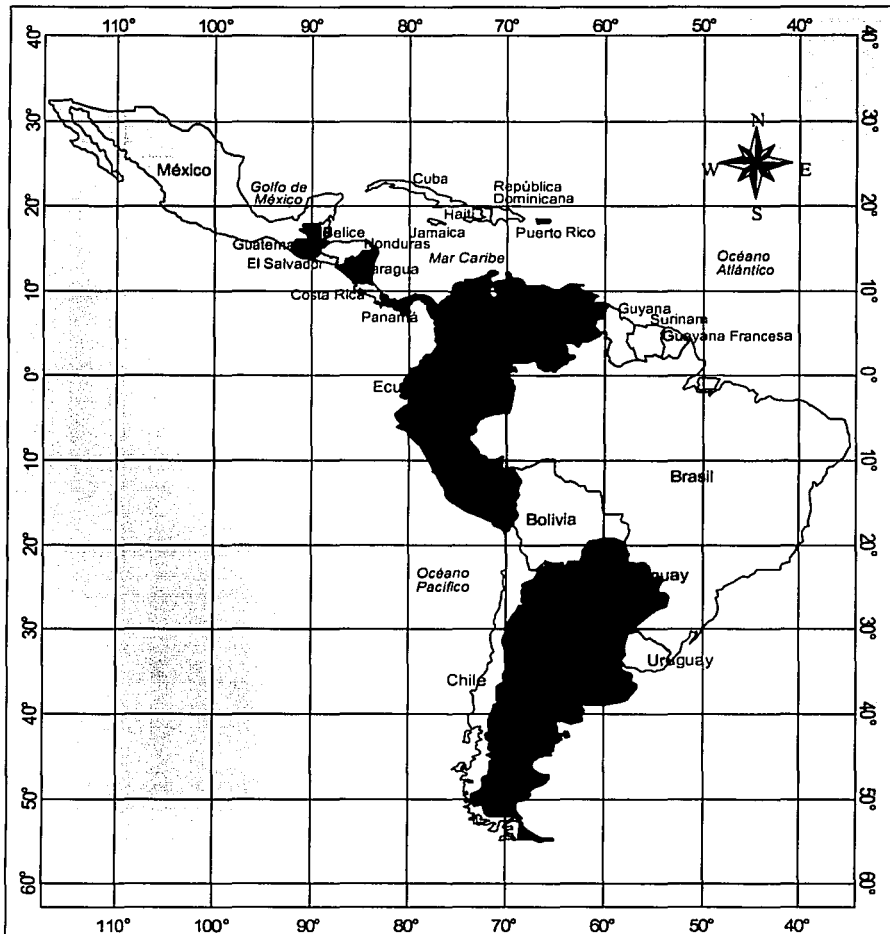 110° 100° 90° 80° 70° 60° 50° 40°
40° 40°
30° 30°
N
W E
S
México
Golfo de
México
Cuba
República
Dominicana
Haití
20° 20°
Belice
Jamaica
Puerto Rico
Guatema
Honduras
El Salvador
aragua
Mar Caribe
Océano
Atlántico
Costa Rica
10° 10°
Panamá
Guyana
Surinam
Guayana Francesa
0° 0°
Ecu
10° 10°
Brasil
Bolivia
20° 20°
Océano
Pacífico
guay
30° 30°
Uruguay
Chile
40° 40°
50° 50°
60° 60°
110° 100° 90° 80° 70° 60° 50° 40°